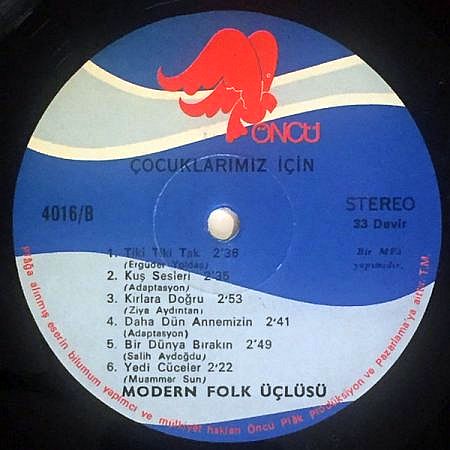 ÖNCÜ
ÇOCUKLARIMIZ İÇİN
4016/B
STEREO
33 Devir
Bir MFÜ
yapımıdır.
1. Tiki Tiki Tak 2'36
(Ergüder Yoldaş)
2. Kuş Sesleri 2'35
(Adaptasyon)
3. Kırlara Doğru 2'53
(Ziya Aydıntan)
4. Daha Dün Annemizin 2'41
(Adaptasyon)
5. Bir Dünya Bırakın 2'49
(Salih Aydoğdu)
6. Yedi Cüceler 2'22
(Muammer Sun)
MODERN FOLK ÜÇLÜSÜ
plâğa alınmış eserin bilumum yapımcı ve mülkiyet hakları Öncü Plâk Prodüksiyon ve Pazarlama'ya aittir T.M.